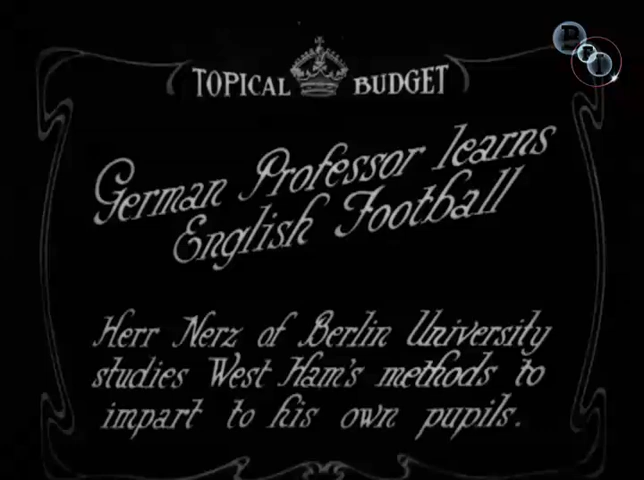 BFI
TOPICAL BUDGET
German Professor learns
English Football
Herr Nerz of Berlin University
studies West Ham's methods to
impart to his own pupils.